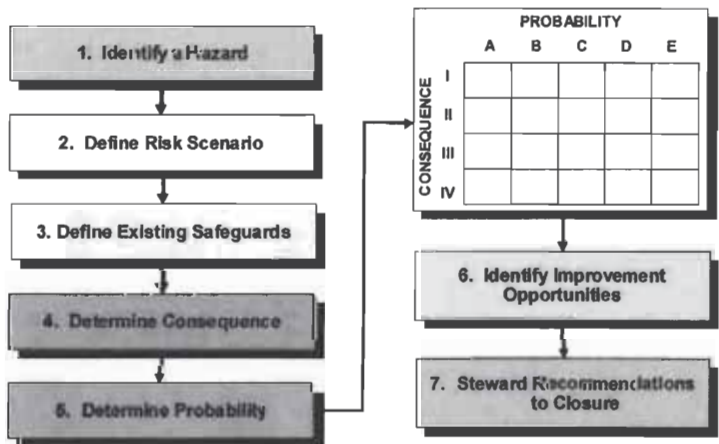 1. Identify a Hazard
2. Define Risk Scenario
3. Define Existing Safeguards
4. Determine Consequence
5. Determine Probability
PROBABILITY
A B C D E
CONSEQUENCE
I
II
III
IV
6. Identify Improvement
Opportunities
7. Steward Recommendations
to Closure